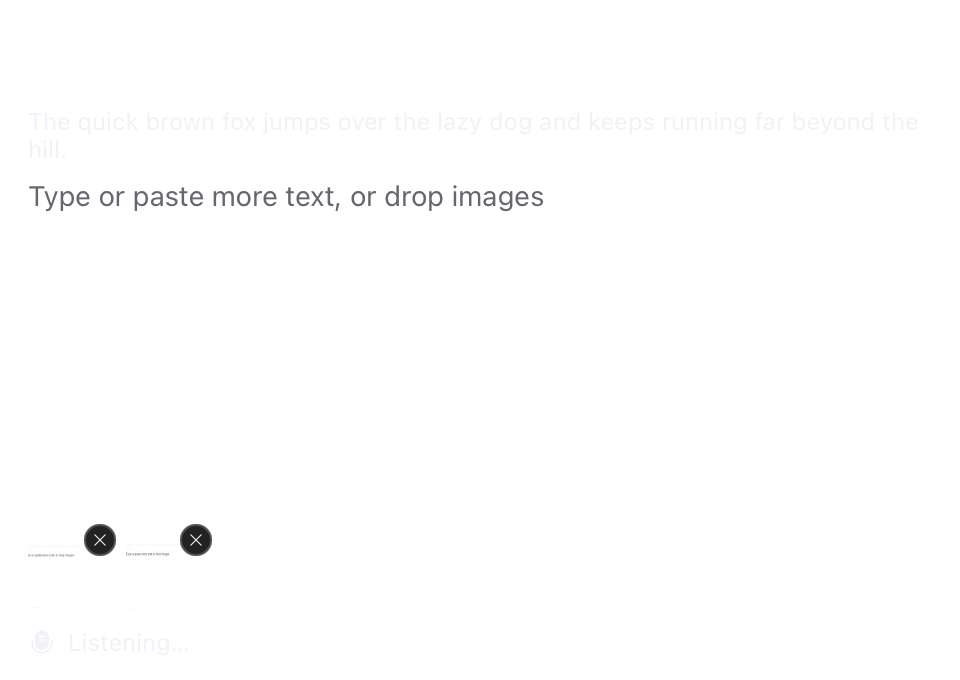 The quick brown fox jumps over the lazy dog and keeps running far beyond the
hill.
Type or paste more text, or drop images
Listening...